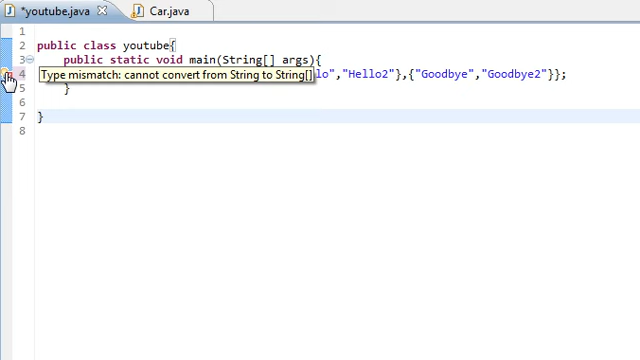 *youtube.java Car.java
1
2 public class youtube{
3 public static void main(String[] args){
4 Type mismatch: cannot convert from String to String[] lo","Hello2"},{"Goodbye","Goodbye2"}};
5 }
6
7 }
8